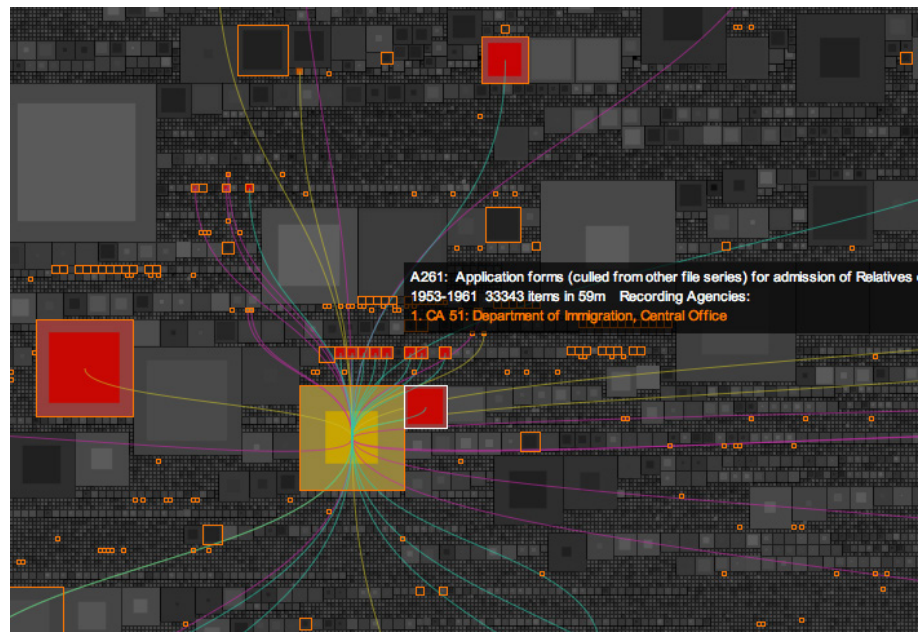 A261: Application forms (culled from other file series) for admission of Relatives
1953-1961 33343 items in 59m Recording Agencies:
1. CA 51: Department of Immigration, Central Office